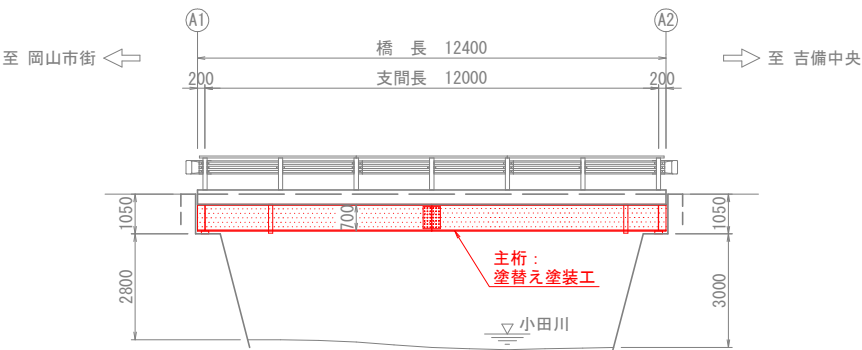 A1
A2
橋 長 12400
至 岡山市街
至 吉備中央
200
支間長 12000
200
1050
700
1050
主桁：
塗替え塗装工
2800
3000
小田川